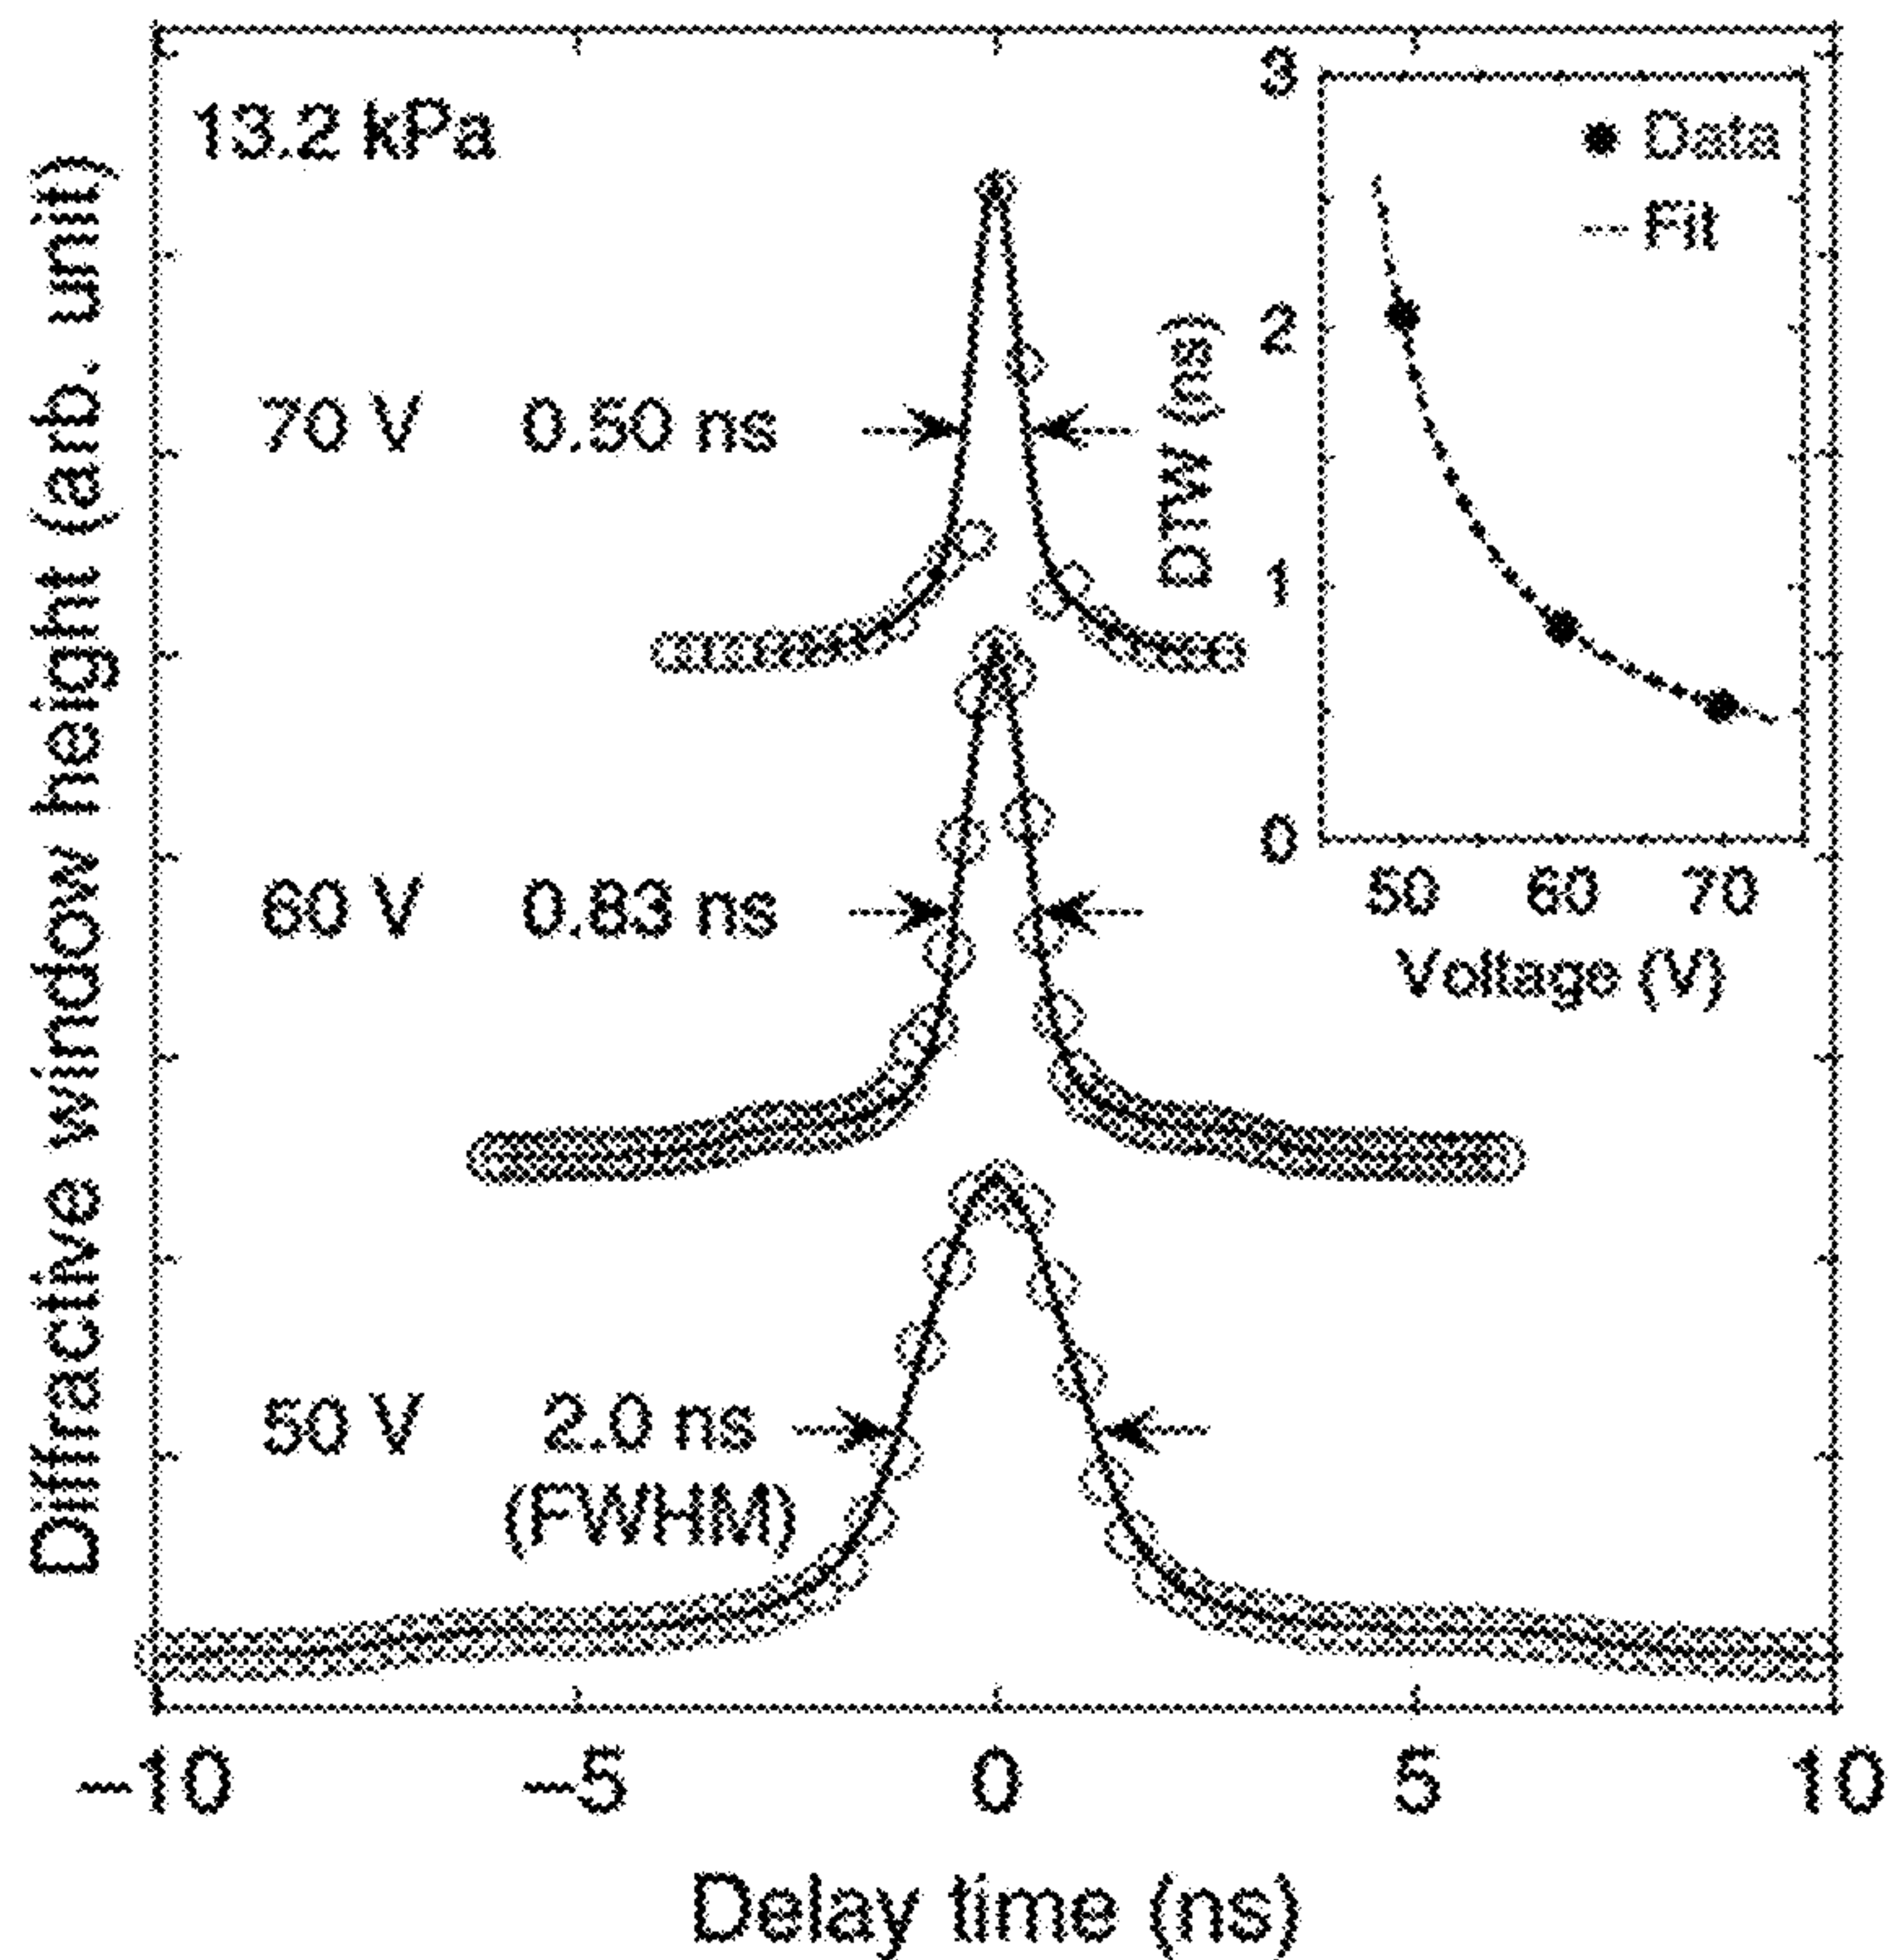 Diffractive window height (arb. unit)
13.2 kPa
70 V 0.50 ns
60 V 0.83 ns
50 V 2.0 ns
(FWHM)
–10 –5 0 5 10
Delay time (ns)
DTW (ns)
3
2
1
0
Data
Fit
50 60 70
Voltage (V)